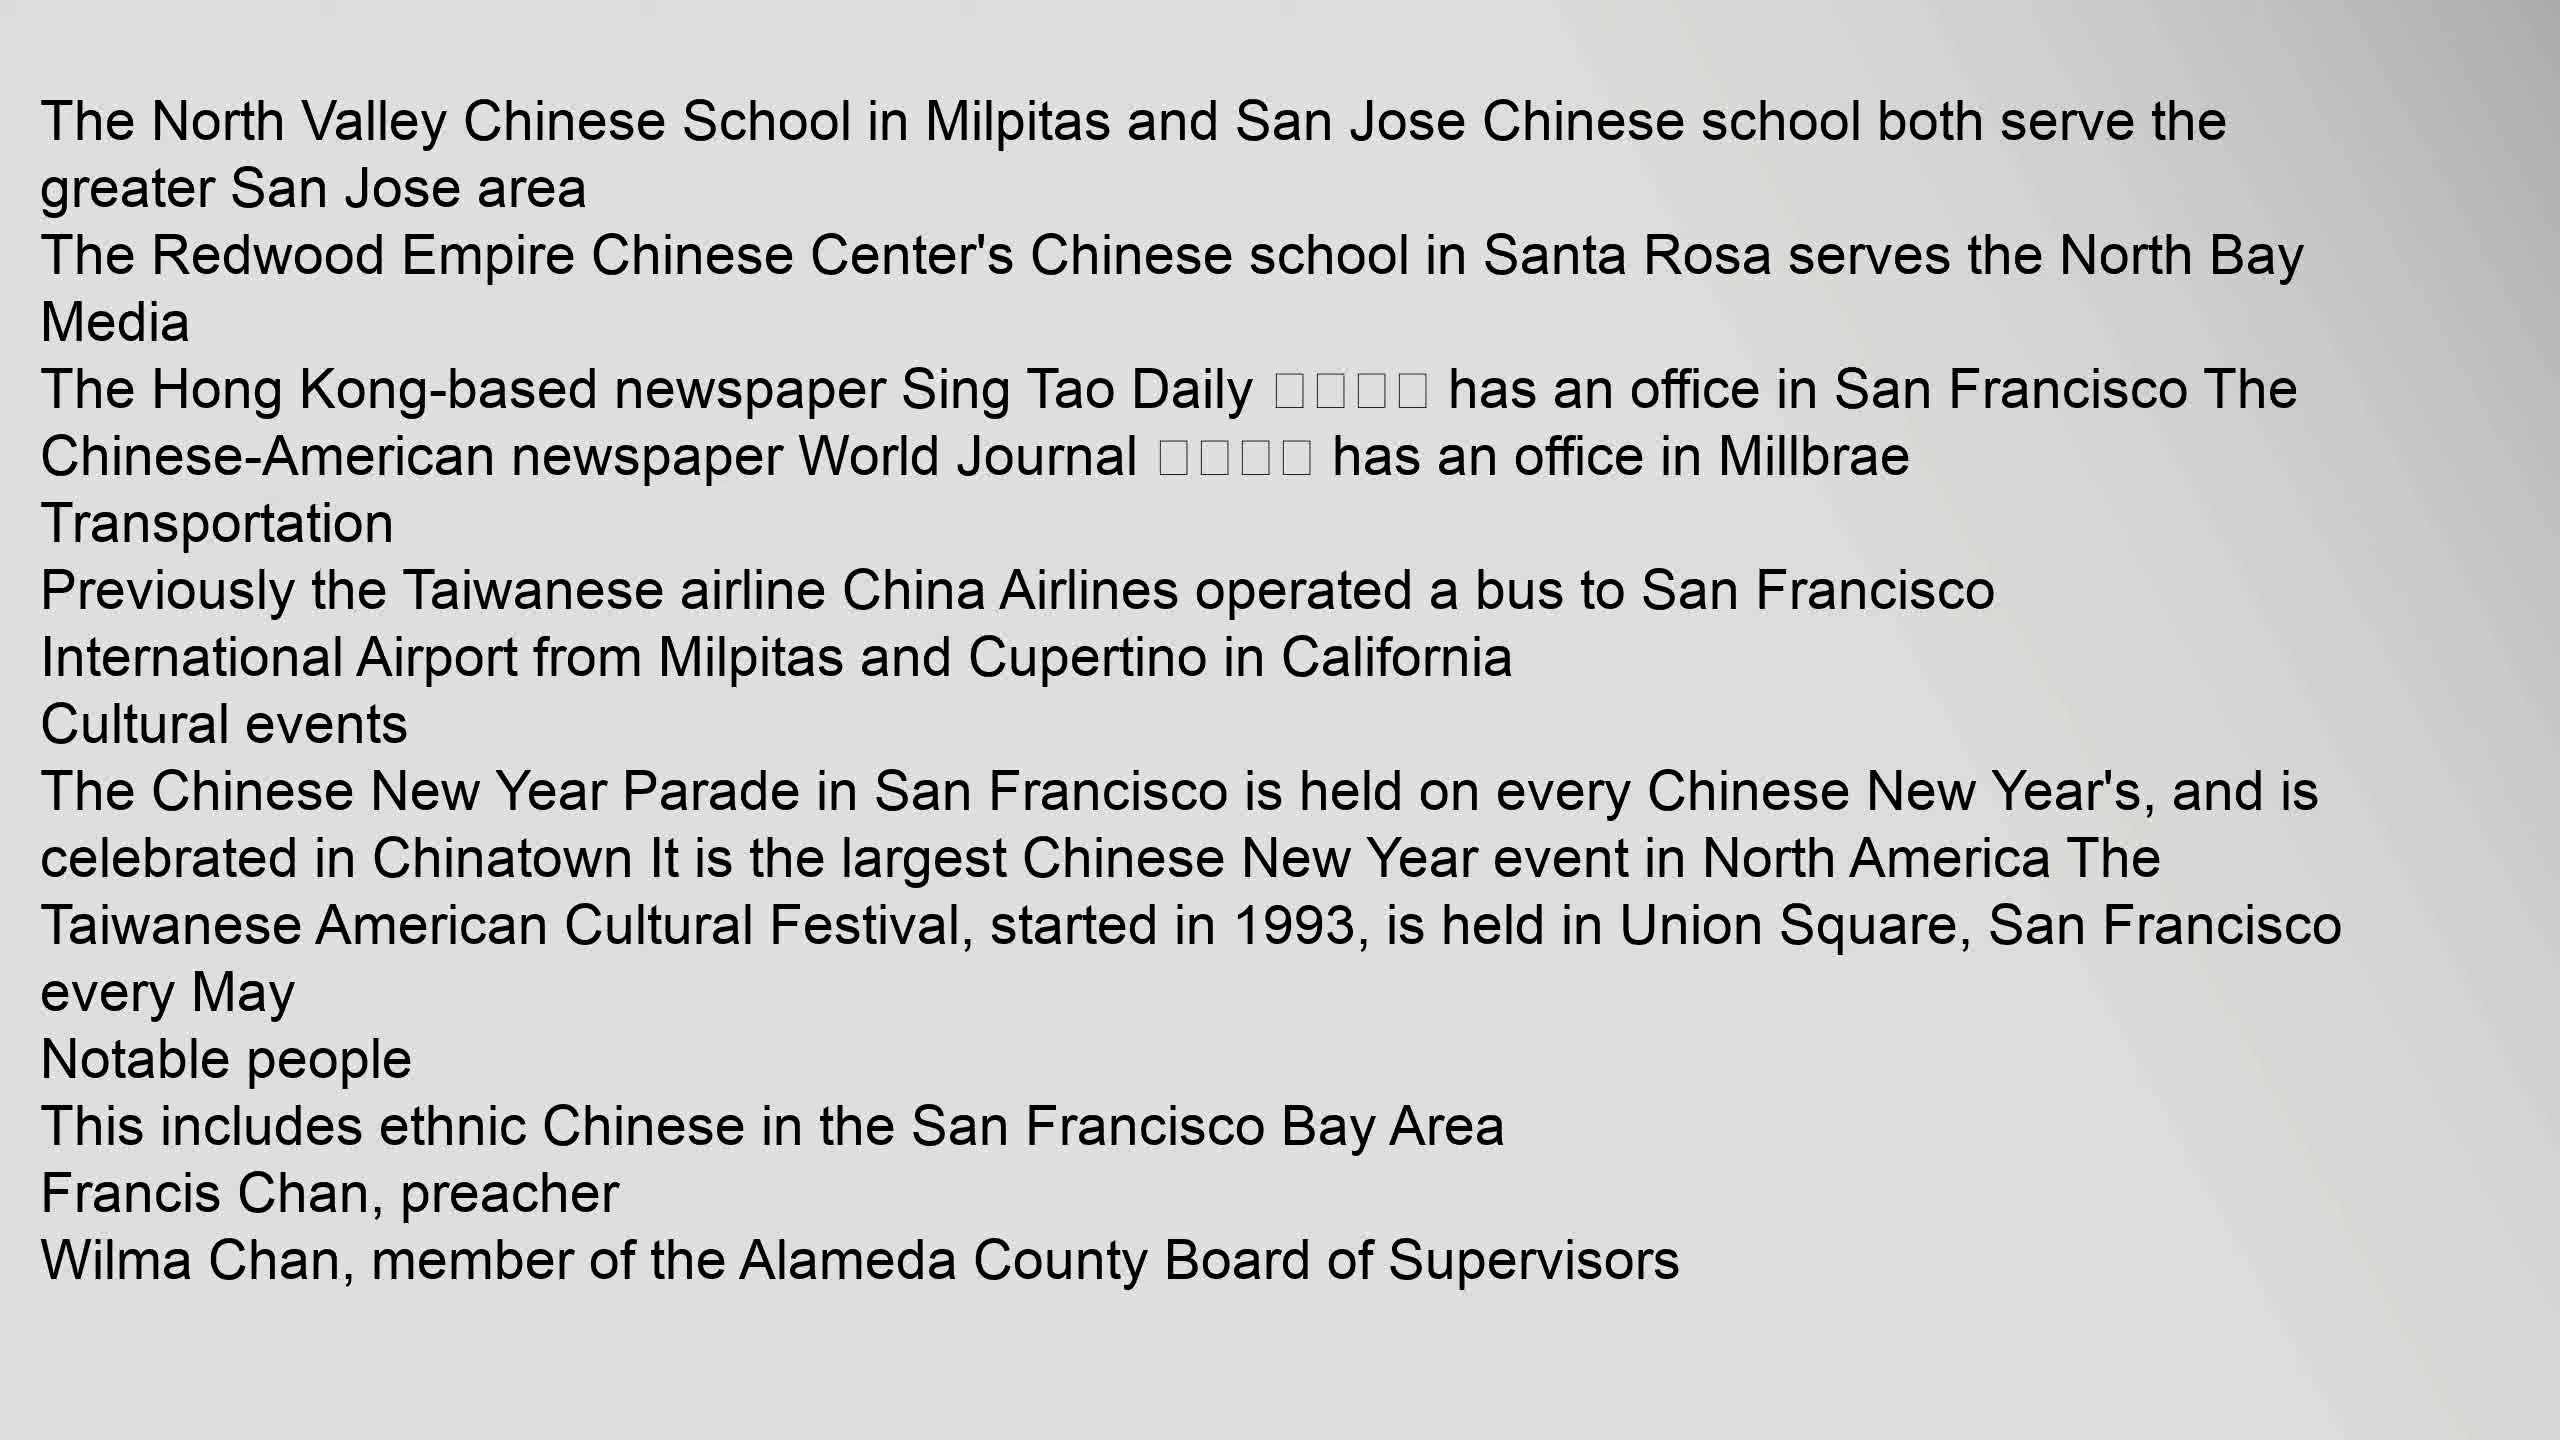 The North Valley Chinese School in Milpitas and San Jose Chinese school both serve the
greater San Jose area
The Redwood Empire Chinese Center's Chinese school in Santa Rosa serves the North Bay
Media
The Hong Kong-based newspaper Sing Tao Daily □□□□ has an office in San Francisco The
Chinese-American newspaper World Journal □□□□ has an office in Millbrae
Transportation
Previously the Taiwanese airline China Airlines operated a bus to San Francisco
International Airport from Milpitas and Cupertino in California
Cultural events
The Chinese New Year Parade in San Francisco is held on every Chinese New Year's, and is
celebrated in Chinatown It is the largest Chinese New Year event in North America The
Taiwanese American Cultural Festival, started in 1993, is held in Union Square, San Francisco
every May
Notable people
This includes ethnic Chinese in the San Francisco Bay Area
Francis Chan, preacher
Wilma Chan, member of the Alameda County Board of Supervisors